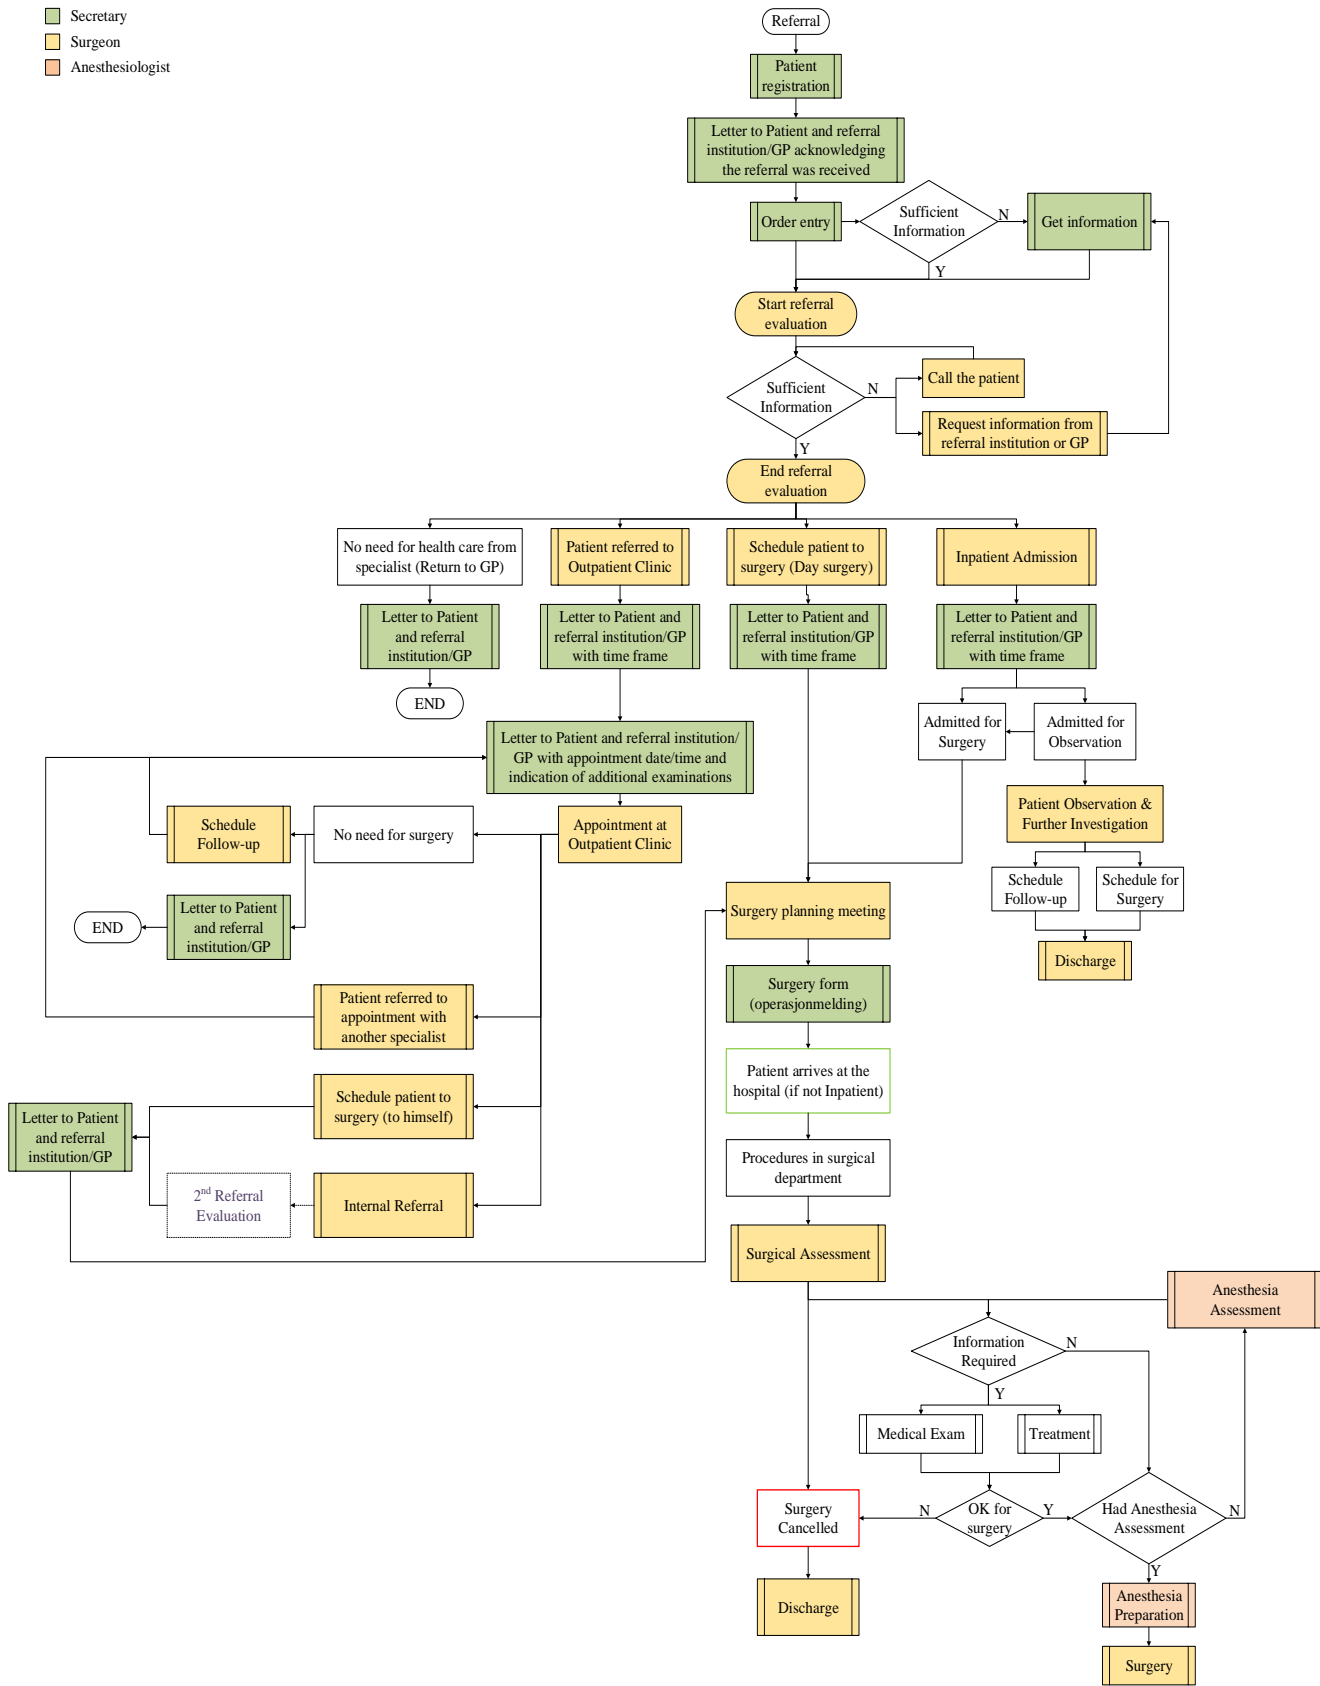 Secretary
Surgeon
Anesthesiologist
Referral
Patient
registration
Letter to Patient and referral
institution/GP acknowledging
the referral was received
Order entry
Sufficient
Information
N
Get information
Y
Start referral
evaluation
Sufficient
Information
N
Call the patient
Request information from
referral institution or GP
Y
End referral
evaluation
No need for health care from
specialist (Return to GP)
Patient referred to
Outpatient Clinic
Schedule patient to
surgery (Day surgery)
Inpatient Admission
Letter to Patient
and referral
institution/GP
Letter to Patient and
referral institution/GP
with time frame
Letter to Patient and
referral institution/GP
with time frame
Letter to Patient and
referral institution/GP
with time frame
END
Admitted for
Surgery
Admitted for
Observation
Letter to Patient and referral institution/
GP with appointment date/time and
indication of additional examinations
Patient Observation &
Further Investigation
Schedule
Follow-up
No need for surgery
Appointment at
Outpatient Clinic
Schedule
Follow-up
Schedule for
Surgery
END
Letter to Patient
and referral
institution/GP
Surgery planning meeting
Discharge
Surgery form
(operasjonmelding)
Patient referred to
appointment with
another specialist
Patient arrives at the
hospital (if not Inpatient)
Schedule patient to
surgery (to himself)
Letter to Patient
and referral
institution/GP
Procedures in surgical
department
2nd Referral
Evaluation
Internal Referral
Surgical Assessment
Anesthesia
Assessment
Information
Required
N
Y
Medical Exam
Treatment
Surgery
Cancelled
N
OK for
surgery
Y
Had Anesthesia
Assessment
N
Y
Discharge
Anesthesia
Preparation
Surgery